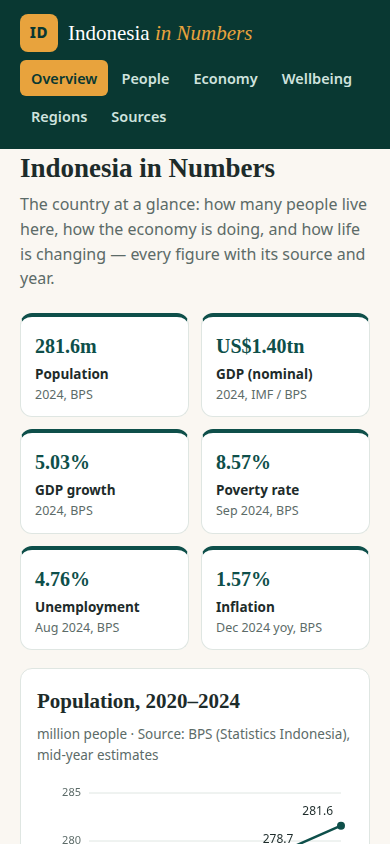 ID
Indonesia in Numbers
Overview People Economy Wellbeing
Regions Sources
Indonesia in Numbers
The country at a glance: how many people live
here, how the economy is doing, and how life
is changing — every figure with its source and
year.
281.6m
Population
2024, BPS
US$1.40tn
GDP (nominal)
2024, IMF / BPS
5.03%
GDP growth
2024, BPS
8.57%
Poverty rate
Sep 2024, BPS
4.76%
Unemployment
Aug 2024, BPS
1.57%
Inflation
Dec 2024 yoy, BPS
Population, 2020–2024
million people · Source: BPS (Statistics Indonesia),
mid-year estimates
285
281.6
280
278.7